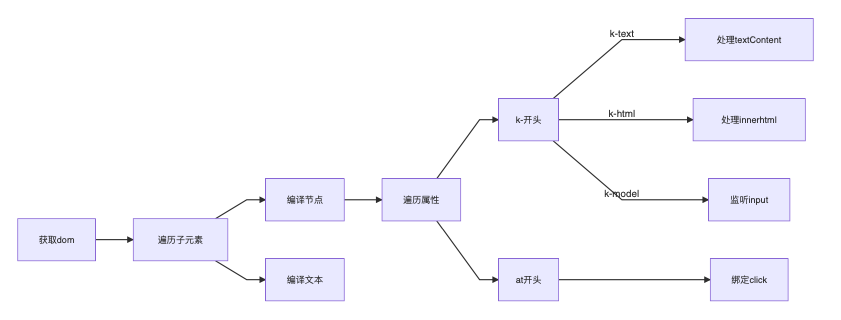 k-text
处理textContent
k-开头
k-html
处理innerhtml
编译节点
遍历属性
k-model
监听input
获取dom
遍历子元素
编译文本
at开头
绑定click